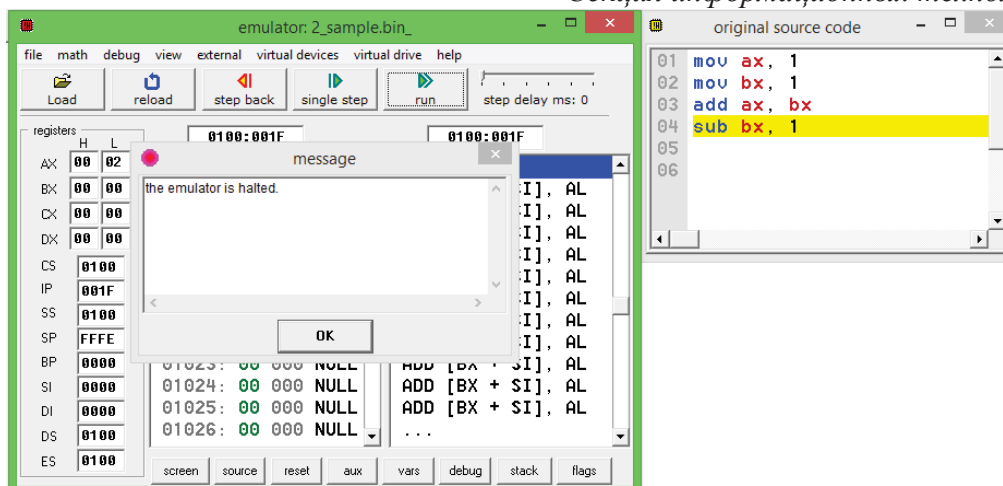 emulator: 2_sample.bin_
file math debug view external virtual devices virtual drive help
Load reload step back single step run step delay ms: 0
registers
H L
0100:001F 0100:001F
AX 00 02
BX 00 00
CX 00 00
DX 00 00
CS 0100
IP 001F
SS 0100
SP FFFE
BP 0000
SI 0000
DI 0000
DS 0100
ES 0100
message
the emulator is halted.
OK
I], AL
I], AL
I], AL
I], AL
I], AL
I], AL
I], AL
I], AL
01023: 00 000 NULL ADD [BX + SI], AL
01024: 00 000 NULL ADD [BX + SI], AL
01025: 00 000 NULL ADD [BX + SI], AL
01026: 00 000 NULL ...
screen source reset aux vars debug stack flags
original source code
01 mov ax, 1
02 mov bx, 1
03 add ax, bx
04 sub bx, 1
05
06